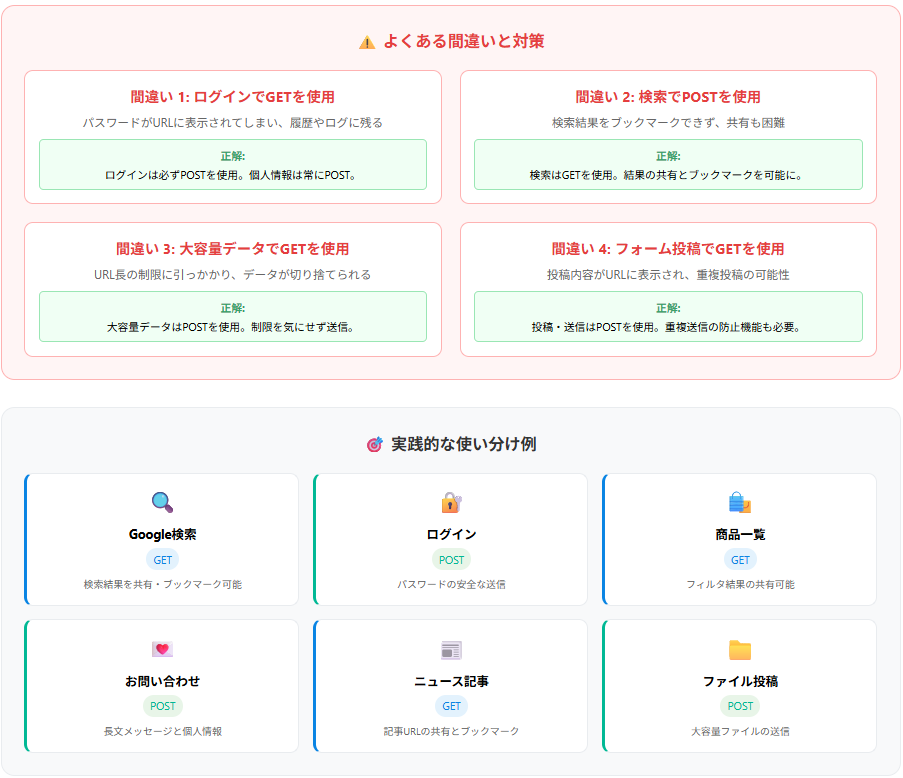 よくある間違いと対策
間違い 1: ログインでGETを使用
パスワードがURLに表示されてしまい、履歴やログに残る
正解:
ログインは必ずPOSTを使用。個人情報は常にPOST。
間違い 2: 検索でPOSTを使用
検索結果をブックマークできず、共有も困難
正解:
検索はGETを使用。結果の共有とブックマークを可能に。
間違い 3: 大容量データでGETを使用
URL長の制限に引っかかり、データが切り捨てられる
正解:
大容量データはPOSTを使用。制限を気にせず送信。
間違い 4: フォーム投稿でGETを使用
投稿内容がURLに表示され、重複投稿の可能性
正解:
投稿・送信はPOSTを使用。重複送信の防止機能も必要。
実践的な使い分け例
Google検索
GET
検索結果を共有・ブックマーク可能
ログイン
POST
パスワードの安全な送信
商品一覧
GET
フィルタ結果の共有可能
お問い合わせ
POST
長文メッセージと個人情報
ニュース記事
GET
記事URLの共有とブックマーク
ファイル投稿
POST
大容量ファイルの送信